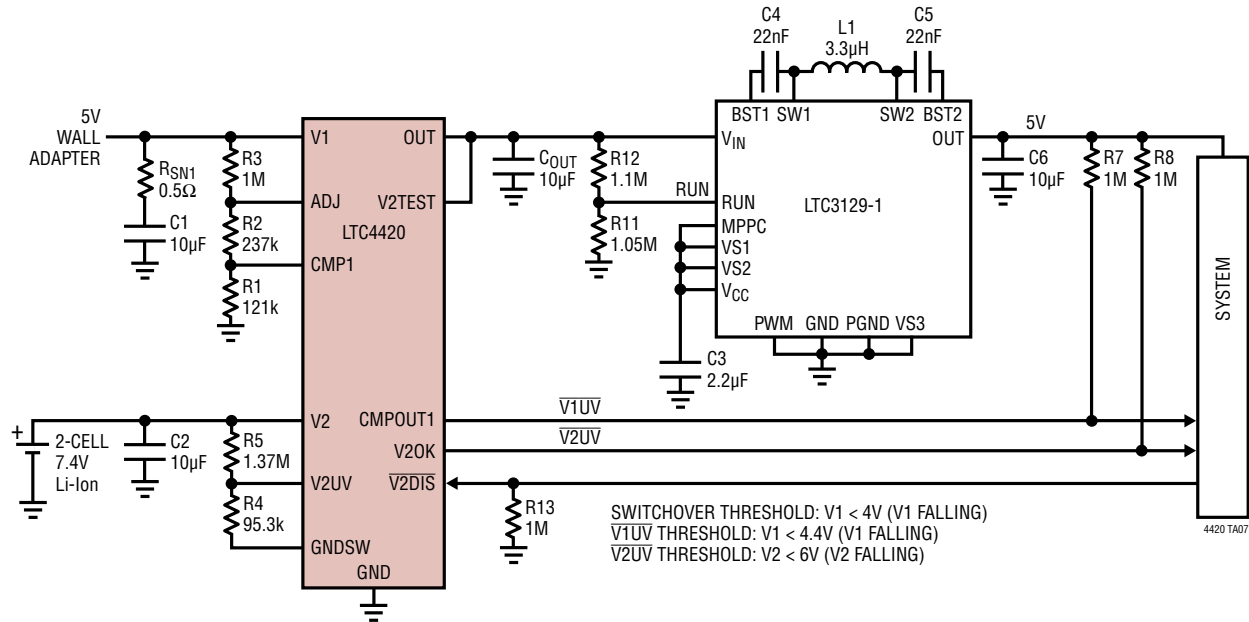 C4
22nF
L1
3.3µH
C5
22nF
BST1 SW1 SW2 BST2
5V
WALL
ADAPTER
V1
OUT
V2TEST
ADJ
LTC4420
CMP1
RSN1
0.5Ω
C1
10µF
R3
1M
R2
237k
R1
121k
COUT
10µF
R12
1.1M
RUN
R11
1.05M
VIN
OUT
RUN
LTC3129-1
MPPC
VS1
VS2
VCC
PWM GND PGND VS3
C3
2.2µF
5V
C6
10µF
R7
1M
R8
1M
SYSTEM
+
2-CELL
7.4V
Li-Ion
C2
10µF
R5
1.37M
R4
95.3k
V2
CMPOUT1
V2OK
V2UV
V2DIS
GNDSW
GND
V1UV
V2UV
R13
1M
SWITCHOVER THRESHOLD: V1 < 4V (V1 FALLING)
V1UV THRESHOLD: V1 < 4.4V (V1 FALLING)
V2UV THRESHOLD: V2 < 6V (V2 FALLING)
4420 TA07